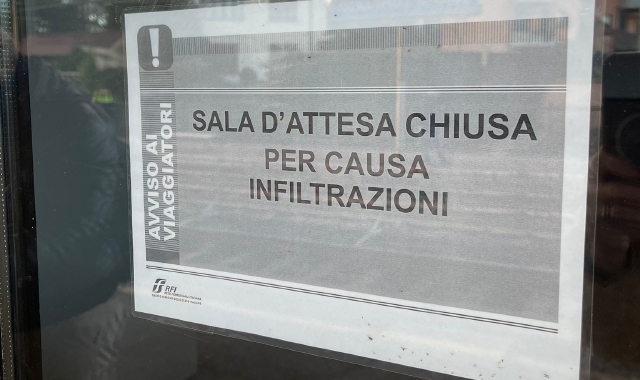 !
AVVISO AI
VIAGGIATORI
SALA D'ATTESA CHIUSA
PER CAUSA
INFILTRAZIONI
RFI